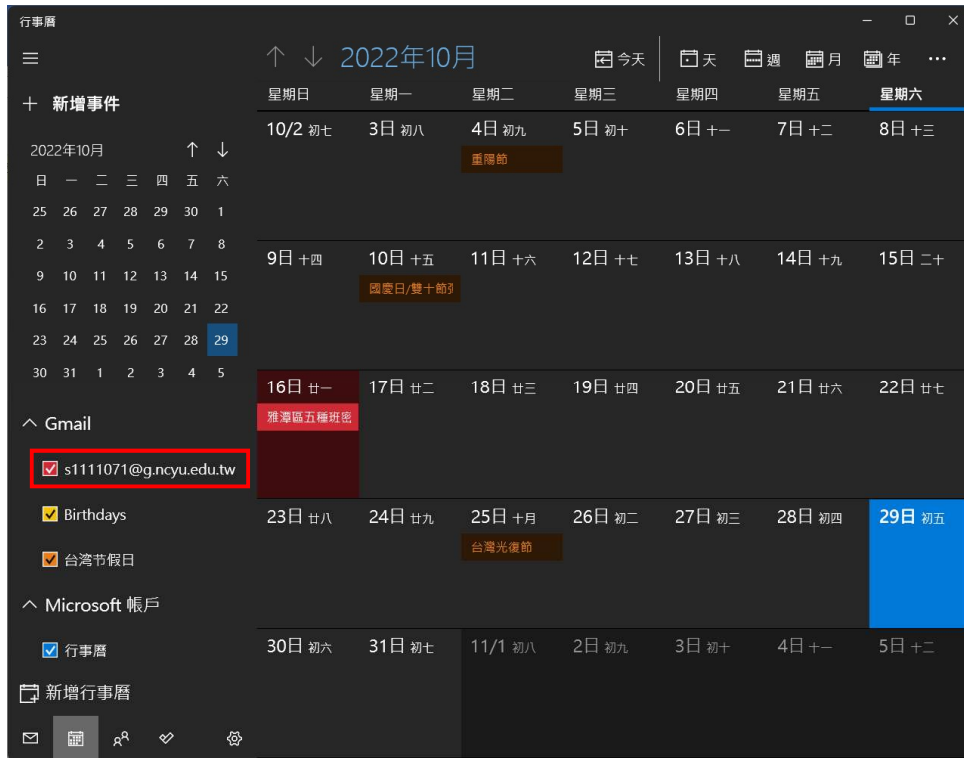 行事曆
新增事件
2022年10月
日 一 二 三 四 五 六
25 26 27 28 29 30 1
2 3 4 5 6 7 8
9 10 11 12 13 14 15
16 17 18 19 20 21 22
23 24 25 26 27 28 29
30 31 1 2 3 4 5
Gmail
s1111071@g.ncyu.edu.tw
Birthdays
台湾节假日
Microsoft 帳戶
行事曆
新增行事曆
2022年10月 今天 天 週 月 年
星期日 星期一 星期二 星期三 星期四 星期五 星期六
10/2 初七 3日 初八 4日 初九 5日 初十 6日 十一 7日 十二 8日 十三
重陽節
9日 十四 10日 十五 11日 十六 12日 十七 13日 十八 14日 十九 15日 二十
國慶日/雙十節
16日 廿一 17日 廿二 18日 廿三 19日 廿四 20日 廿五 21日 廿六 22日 廿七
雅潭區五種班密
23日 廿八 24日 廿九 25日 十月 26日 初二 27日 初三 28日 初四 29日 初五
台灣光復節
30日 初六 31日 初七 11/1 初八 2日 初九 3日 初十 4日 十一 5日 十二